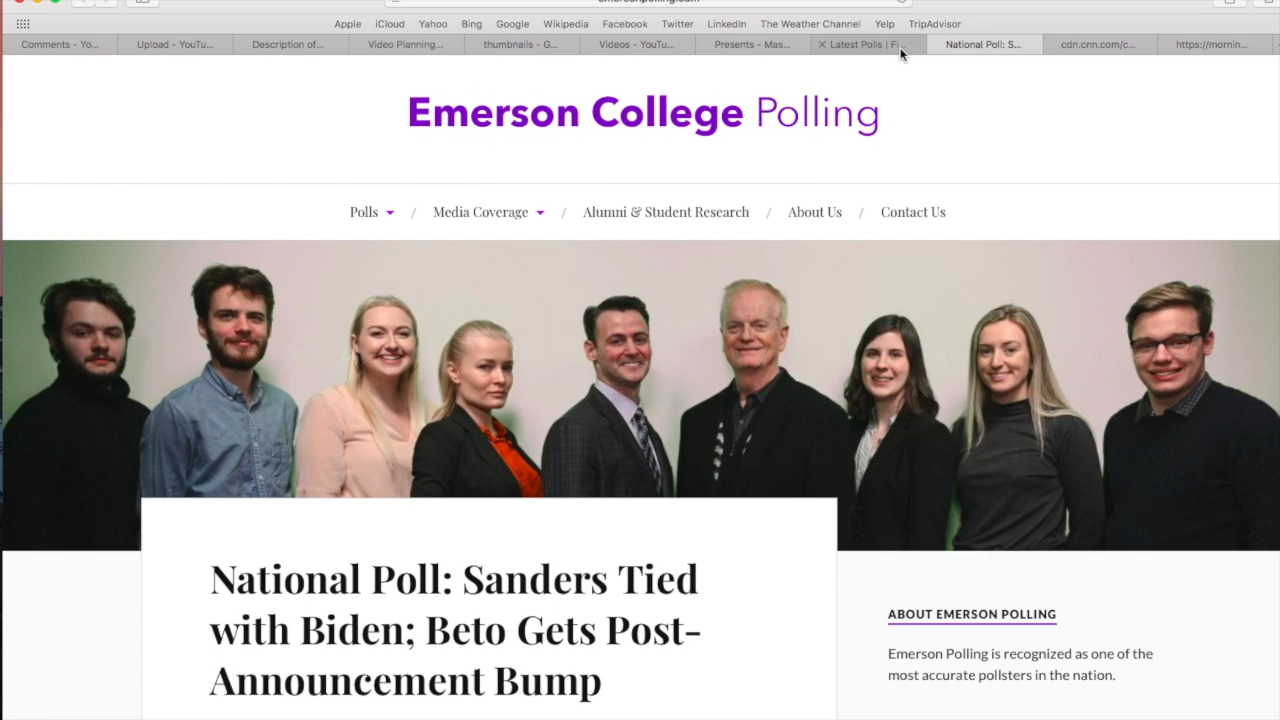 Apple iCloud Yahoo Bing Google Wikipedia Facebook Twitter LinkedIn The Weather Channel Yelp TripAdvisor
Comments - Yo... Upload - YouTu... Description of... Video Planning... thumbnails - G... Videos - YouTu... Presents - Mas... Latest Polls | Fi... National Poll: S... cdn.cnn.com/c... https://mornin...
Emerson College Polling
Polls / Media Coverage / Alumni & Student Research / About Us / Contact Us
National Poll: Sanders Tied
with Biden; Beto Gets Post-
Announcement Bump
ABOUT EMERSON POLLING
Emerson Polling is recognized as one of the
most accurate pollsters in the nation.